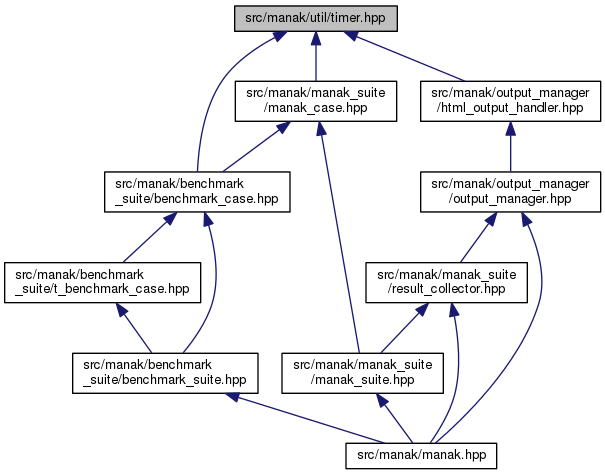 src/manak/util/timer.hpp
src/manak/manak_suite
/manak_case.hpp
src/manak/output_manager
/html_output_handler.hpp
src/manak/benchmark
_suite/benchmark_case.hpp
src/manak/output_manager
/output_manager.hpp
src/manak/benchmark
_suite/t_benchmark_case.hpp
src/manak/manak_suite
/result_collector.hpp
src/manak/benchmark
_suite/benchmark_suite.hpp
src/manak/manak_suite
/manak_suite.hpp
src/manak/manak.hpp